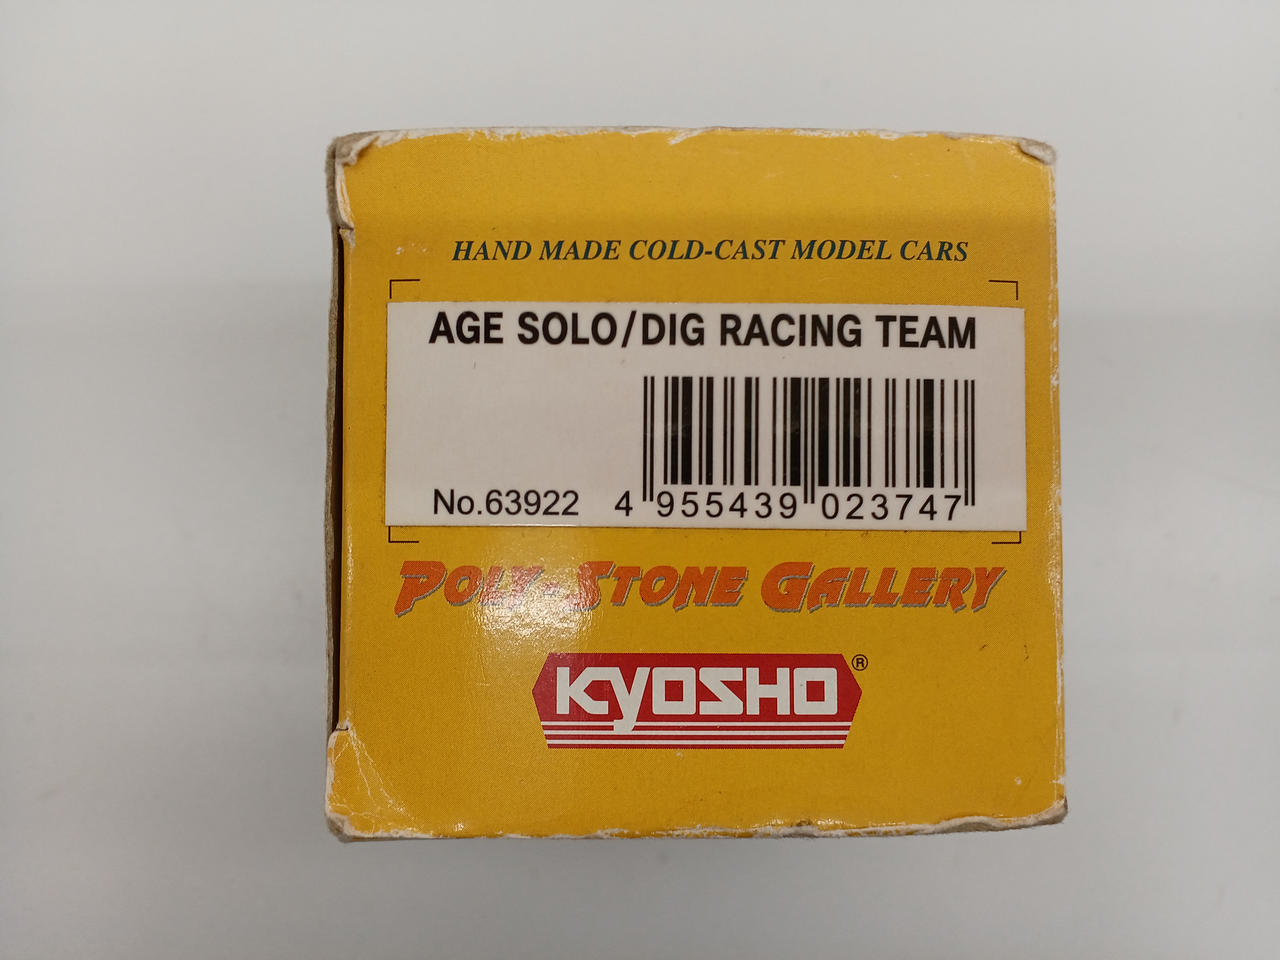 HAND MADE COLD-CAST MODEL CARS
AGE SOLO/DIG RACING TEAM
No.63922 4 955439 023747
POLY-STONE GALLERY
KYOSHO ®